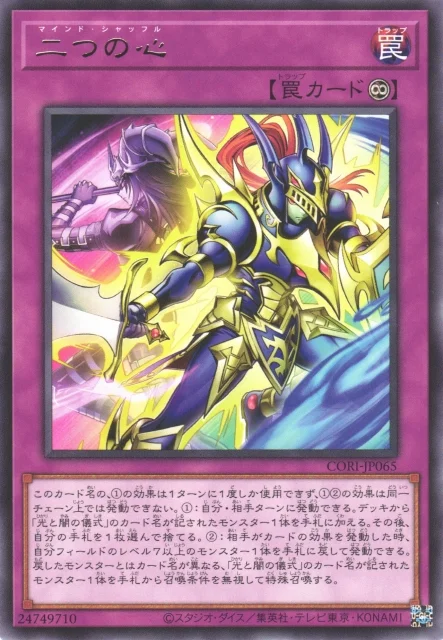 マインド・シャッフル
二つの心
トラップ
罠
【罠カード∞】
トラップ
CORI-JP065
このカード名の、①の効果は1ターンに1度しか使用できず、①②の効果は同一
チェーン上では発動できない。①：自分・相手ターンに発動できる。デッキから
「光と闇の儀式」のカード名が記されたモンスター1体を手札に加える。その後、
自分の手札を1枚選んで捨てる。②：相手がカードの効果を発動した時、
自分フィールドのレベル7以上のモンスター1体を手札に戻して発動できる。
戻したモンスターとはカード名が異なる、「光と闇の儀式」のカード名が記された
モンスター1体を手札から召喚条件を無視して特殊召喚する。
24749710
©スタジオ・ダイス／集英社・テレビ東京・KONAMI